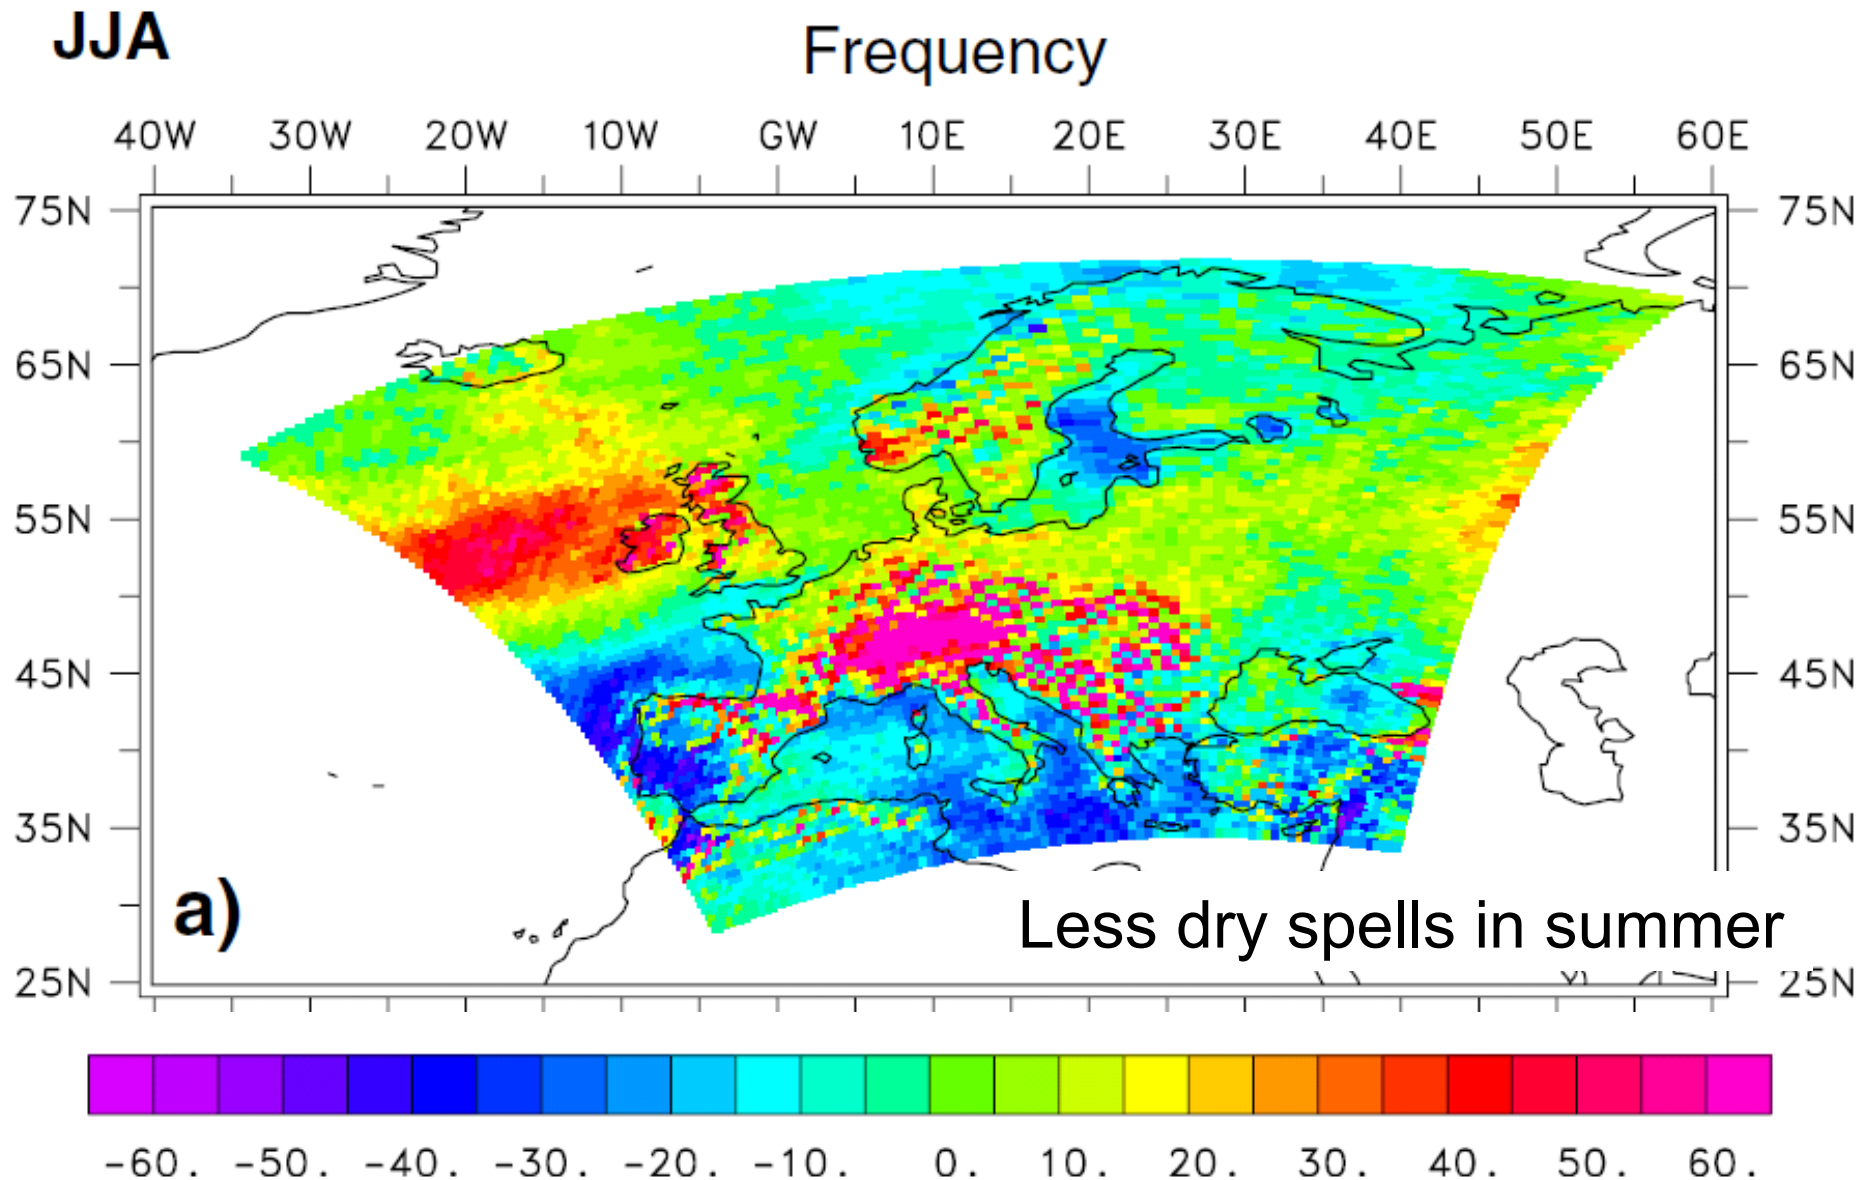 JJA
Frequency
40W 30W 20W 10W GW 10E 20E 30E 40E 50E 60E
75N 75N
65N 65N
55N 55N
45N 45N
35N 35N
a)
Less dry spells in summer
25N 25N
-60. -50. -40. -30. -20. -10. 0. 10. 20. 30. 40. 50. 60.